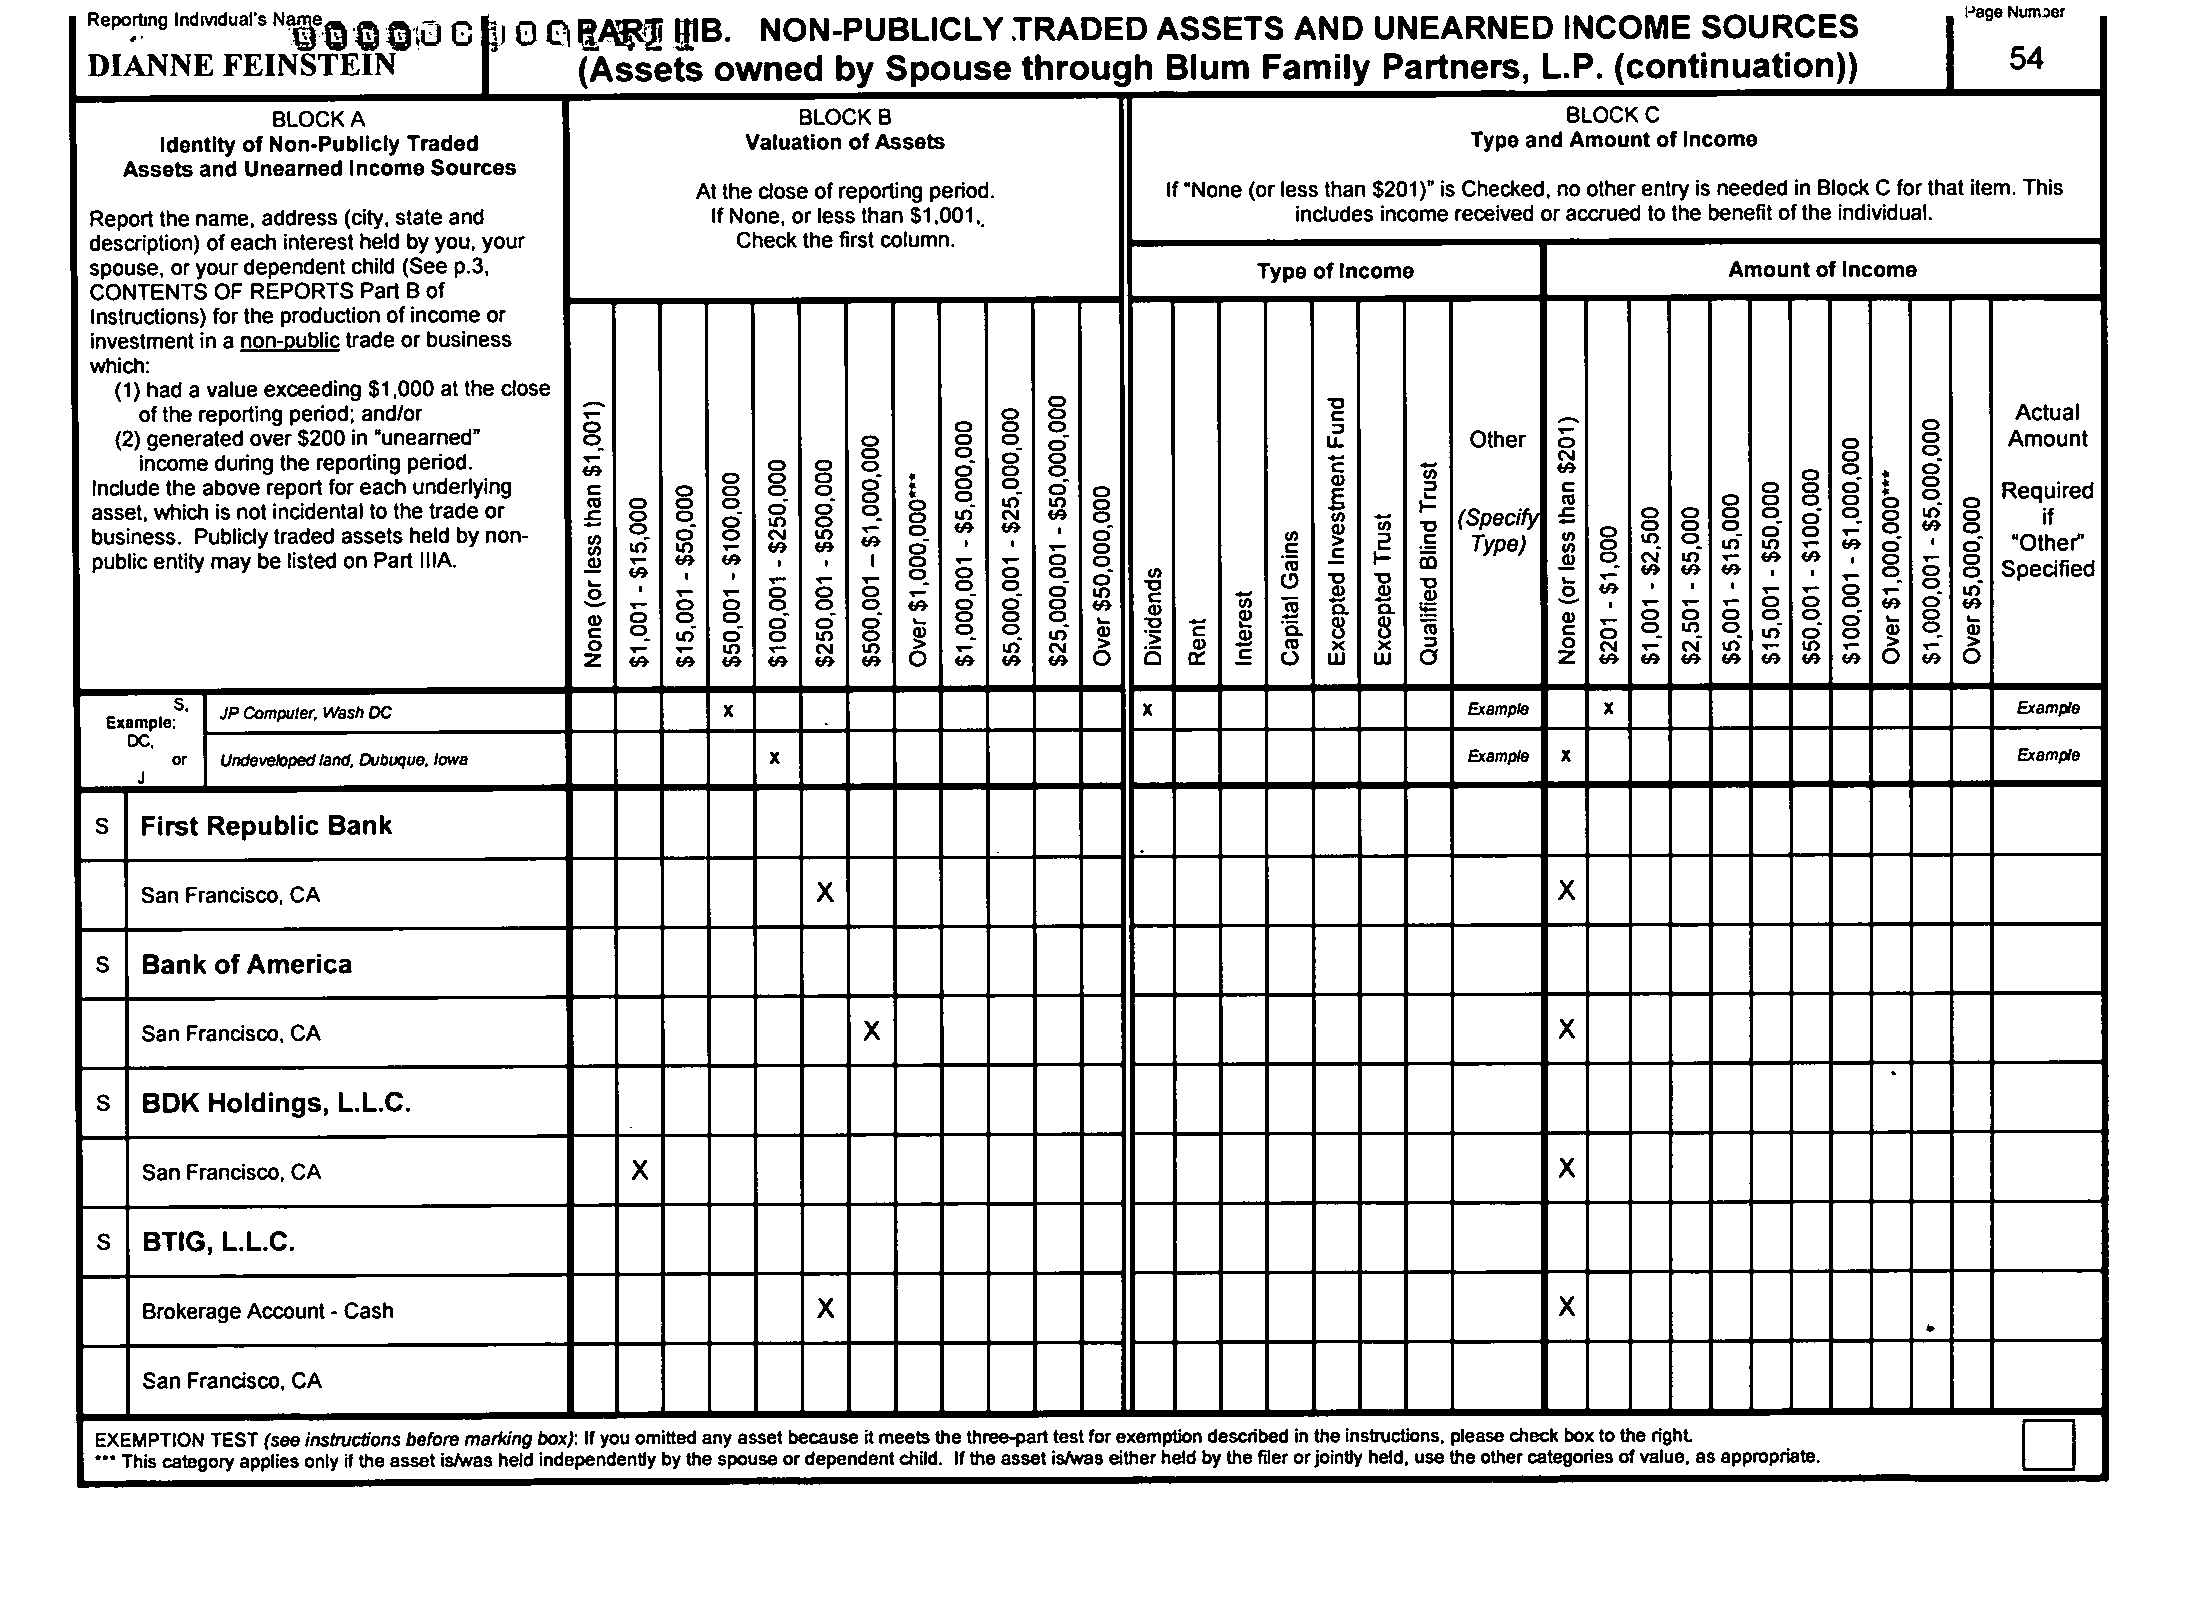 Reporting Individual's Name
DIANNE FEINSTEIN
PART IIIB. NON-PUBLICLY TRADED ASSETS AND UNEARNED INCOME SOURCES
(Assets owned by Spouse through Blum Family Partners, L.P. (continuation))
Page Number
54
BLOCK A
Identity of Non-Publicly Traded
Assets and Unearned Income Sources
Report the name, address (city, state and
description) of each interest held by you, your
spouse, or your dependent child (See p.3,
CONTENTS OF REPORTS Part B of
Instructions) for the production of income or
investment in a non-public trade or business
which:
(1) had a value exceeding $1,000 at the close
of the reporting period; and/or
(2) generated over $200 in "unearned"
income during the reporting period.
Include the above report for each underlying
asset, which is not incidental to the trade or
business. Publicly traded assets held by non-
public entity may be listed on Part IIIA.
BLOCK B
Valuation of Assets
At the close of reporting period.
If None, or less than $1,001,
Check the first column.
BLOCK C
Type and Amount of Income
If "None (or less than $201)" is Checked, no other entry is needed in Block C for that item. This
includes income received or accrued to the benefit of the individual.
Type of Income
Amount of Income
None (or less than $1,001)
$1,001 - $15,000
$15,001 - $50,000
$50,001 - $100,000
$100,001 - $250,000
$250,001 - $500,000
$500,001 – $1,000,000
Over $1,000,000***
$1,000,001 - $5,000,000
$5,000,001 - $25,000,000
$25,000,001 - $50,000,000
Over $50,000,000
Dividends
Rent
Interest
Capital Gains
Excepted Investment Fund
Excepted Trust
Qualified Blind Trust
Other
(Specify
Type)
None (or less than $201)
$201 - $1,000
$1,001 - $2,500
$2,501 - $5,000
$5,001 - $15,000
$15,001 - $50,000
$50,001 - $100,000
$100,001 - $1,000,000
Over $1,000,000***
$1,000,001 - $5,000,000
Over $5,000,000
Actual
Amount
Required
if
"Other"
Specified
S,
Example:
DC,
or
J
JP Computer, Wash DC X X Example X Example
Undeveloped land, Dubuque, Iowa X Example X Example
S First Republic Bank
San Francisco, CA X X
S Bank of America
San Francisco, CA X X
S BDK Holdings, L.L.C.
San Francisco, CA X X
S BTIG, L.L.C.
Brokerage Account - Cash X X
San Francisco, CA
EXEMPTION TEST (see instructions before marking box): If you omitted any asset because it meets the three-part test for exemption described in the instructions, please check box to the right.
*** This category applies only if the asset is/was held independently by the spouse or dependent child. If the asset is/was either held by the filer or jointly held, use the other categories of value, as appropriate.